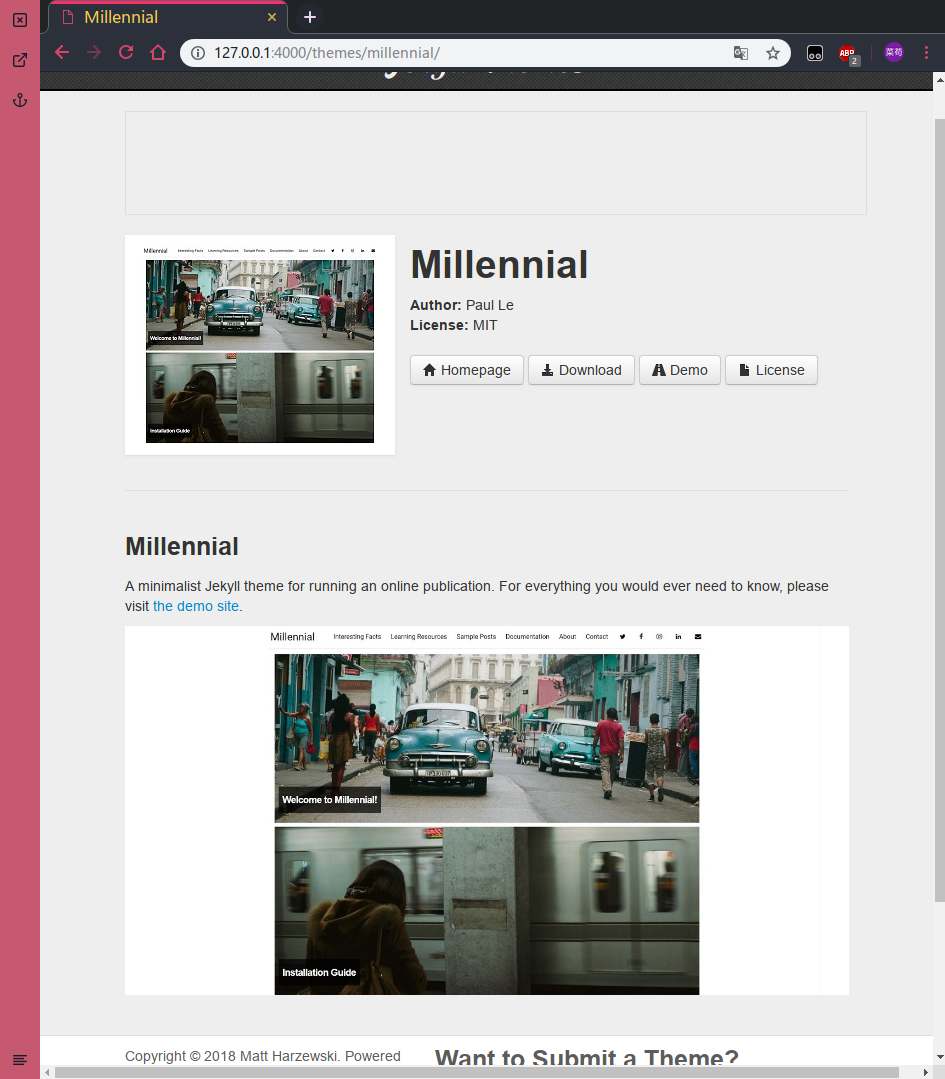 Millennial
127.0.0.1:4000/themes/millennial/
ABP
2
菜苟
Millennial Interesting Facts Learning Resources Sample Posts Documentation About Contact
Welcome to Millennial!
Installation Guide
Millennial
Author: Paul Le
License: MIT
Homepage Download Demo License
Millennial
A minimalist Jekyll theme for running an online publication. For everything you would ever need to know, please
visit the demo site.
Millennial Interesting Facts Learning Resources Sample Posts Documentation About Contact
Welcome to Millennial!
Installation Guide
Copyright © 2018 Matt Harzewski. Powered
Want to Submit a Theme?